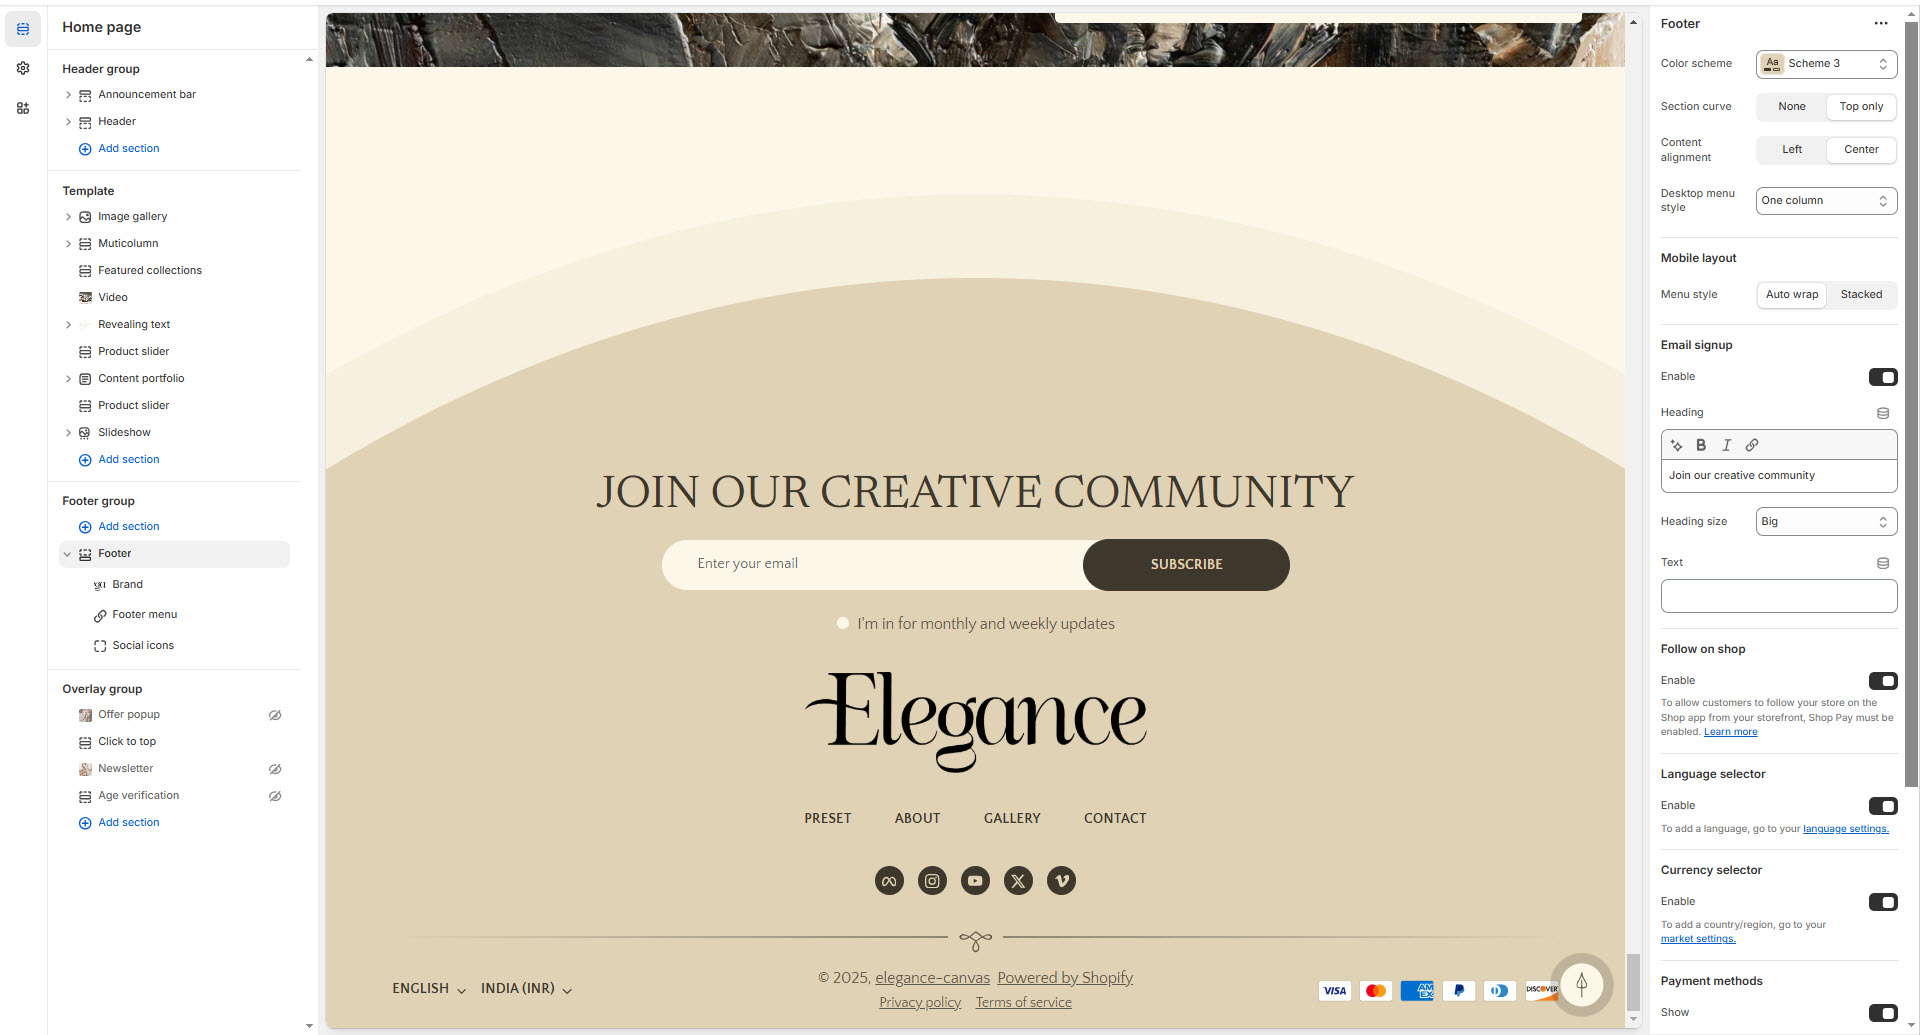 Home page
Header group
Announcement bar
Header
Add section
Template
Image gallery
Muticolumn
Featured collections
Video
Revealing text
Product slider
Content portfolio
Product slider
Slideshow
Add section
Footer group
Add section
Footer
Brand
Footer menu
Social icons
Overlay group
Offer popup
Click to top
Newsletter
Age verification
Add section
JOIN OUR CREATIVE COMMUNITY
Enter your email
SUBSCRIBE
I'm in for monthly and weekly updates
Elegance
PRESET ABOUT GALLERY CONTACT
ENGLISH INDIA (INR)
© 2025, elegance-canvas Powered by Shopify
Privacy policy Terms of service
VISA
AM EX
DISCOVER
Footer
Color scheme
Aa Scheme 3
Section curve
None Top only
Content alignment
Left Center
Desktop menu style
One column
Mobile layout
Menu style
Auto wrap Stacked
Email signup
Enable
Heading
B I
Join our creative community
Heading size
Big
Text
Follow on shop
Enable
To allow customers to follow your store on the
Shop app from your storefront, Shop Pay must be
enabled. Learn more
Language selector
Enable
To add a language, go to your language settings.
Currency selector
Enable
To add a country/region, go to your
market settings.
Payment methods
Show